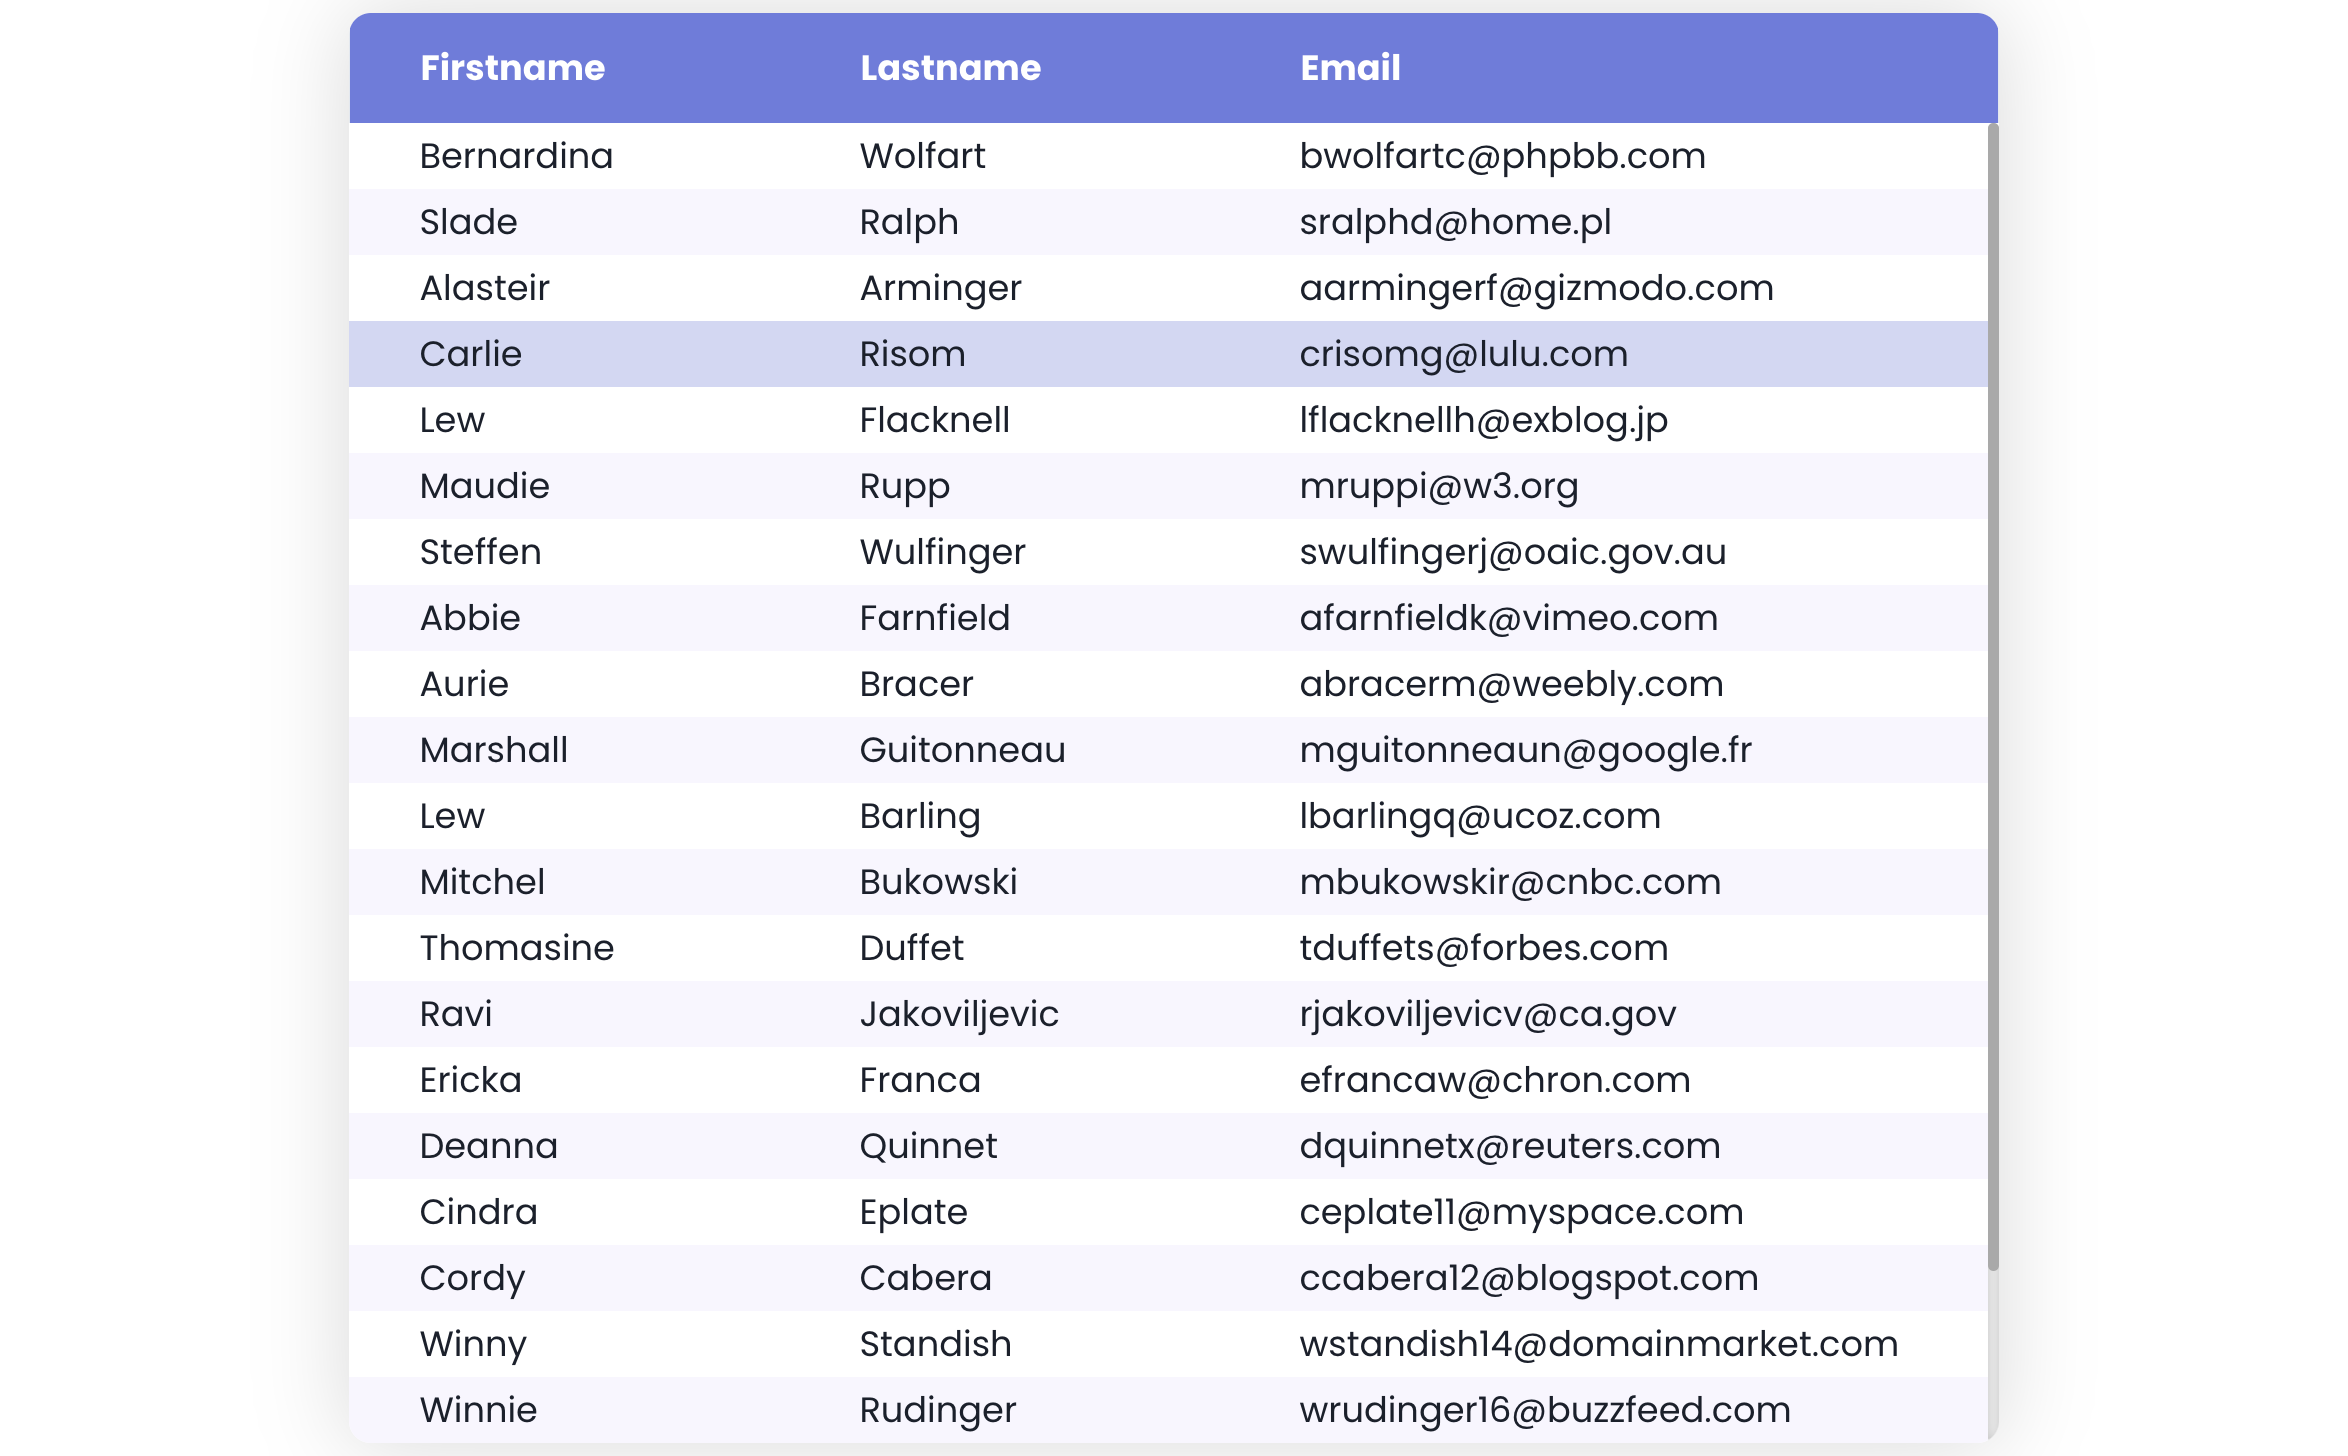 Firstname Lastname Email
Bernardina Wolfart bwolfartc@phpbb.com
Slade Ralph sralphd@home.pl
Alasteir Arminger aarmingerf@gizmodo.com
Carlie Risom crisomg@lulu.com
Lew Flacknell lflacknellh@exblog.jp
Maudie Rupp mruppi@w3.org
Steffen Wulfinger swulfingerj@oaic.gov.au
Abbie Farnfield afarnfieldk@vimeo.com
Aurie Bracer abracerm@weebly.com
Marshall Guitonneau mguitonneaun@google.fr
Lew Barling lbarlingq@ucoz.com
Mitchel Bukowski mbukowskir@cnbc.com
Thomasine Duffet tduffets@forbes.com
Ravi Jakoviljevic rjakoviljevicv@ca.gov
Ericka Franca efrancaw@chron.com
Deanna Quinnet dquinnetx@reuters.com
Cindra Eplate ceplate11@myspace.com
Cordy Cabera ccabera12@blogspot.com
Winny Standish wstandish14@domainmarket.com
Winnie Rudinger wrudinger16@buzzfeed.com